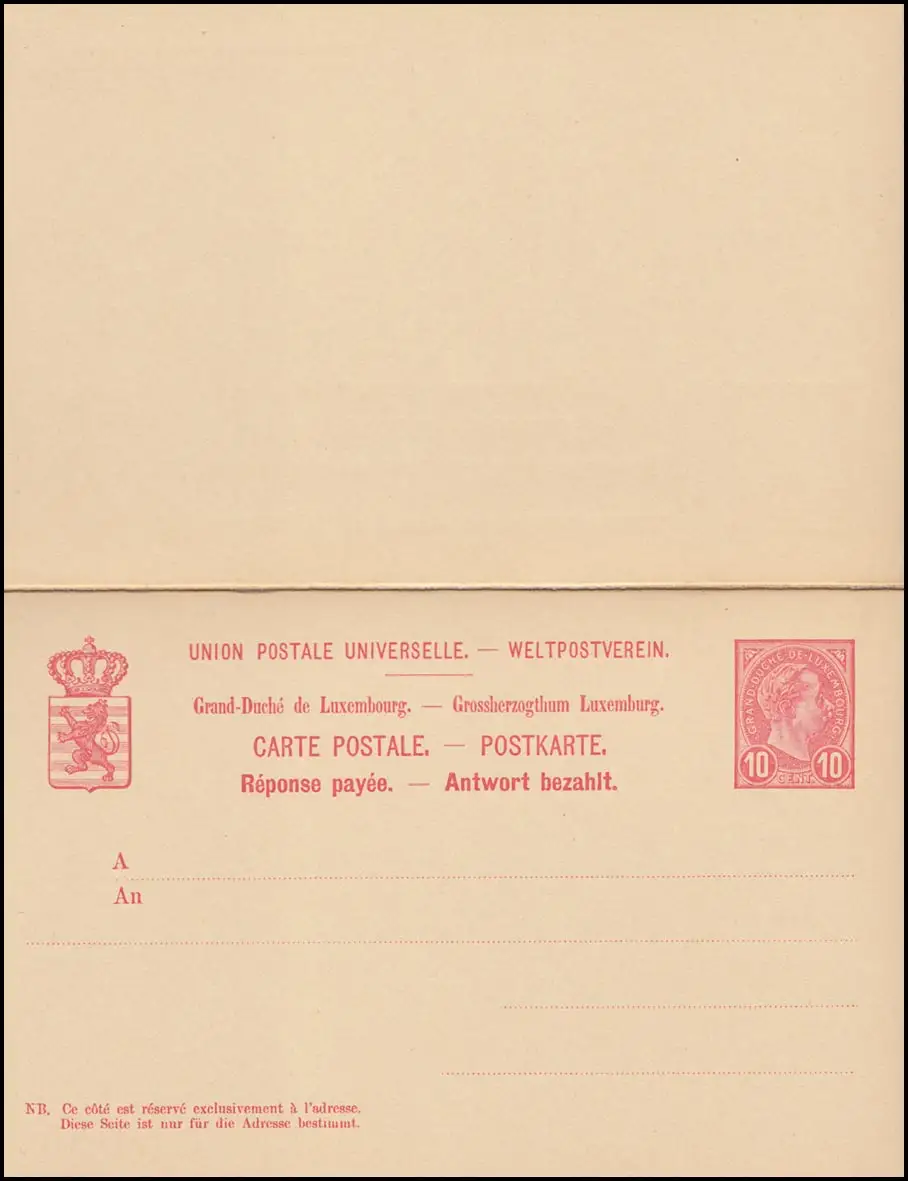 UNION POSTALE UNIVERSELLE. — WELTPOSTVEREIN.
Grand-Duché de Luxembourg. — Grossherzogthum Luxemburg.
CARTE POSTALE. — POSTKARTE.
Réponse payée. — Antwort bezahlt.
GRAND-DUCHÉ-DE-LUXEMBOURG
10 10
CENT.
A
An
NB. Ce côté est réservé exclusivement à l'adresse.
Diese Seite ist nur für die Adresse bestimmt.